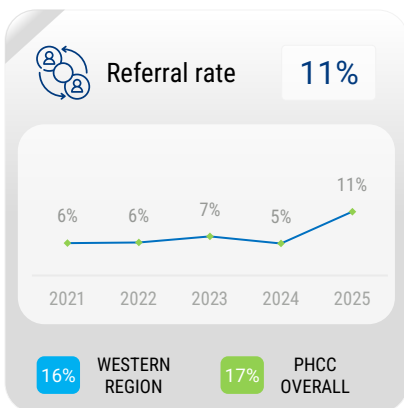 Referral rate 11%
11%
6% 6% 7% 5%
2021 2022 2023 2024 2025
16% WESTERN REGION
17% PHCC OVERALL